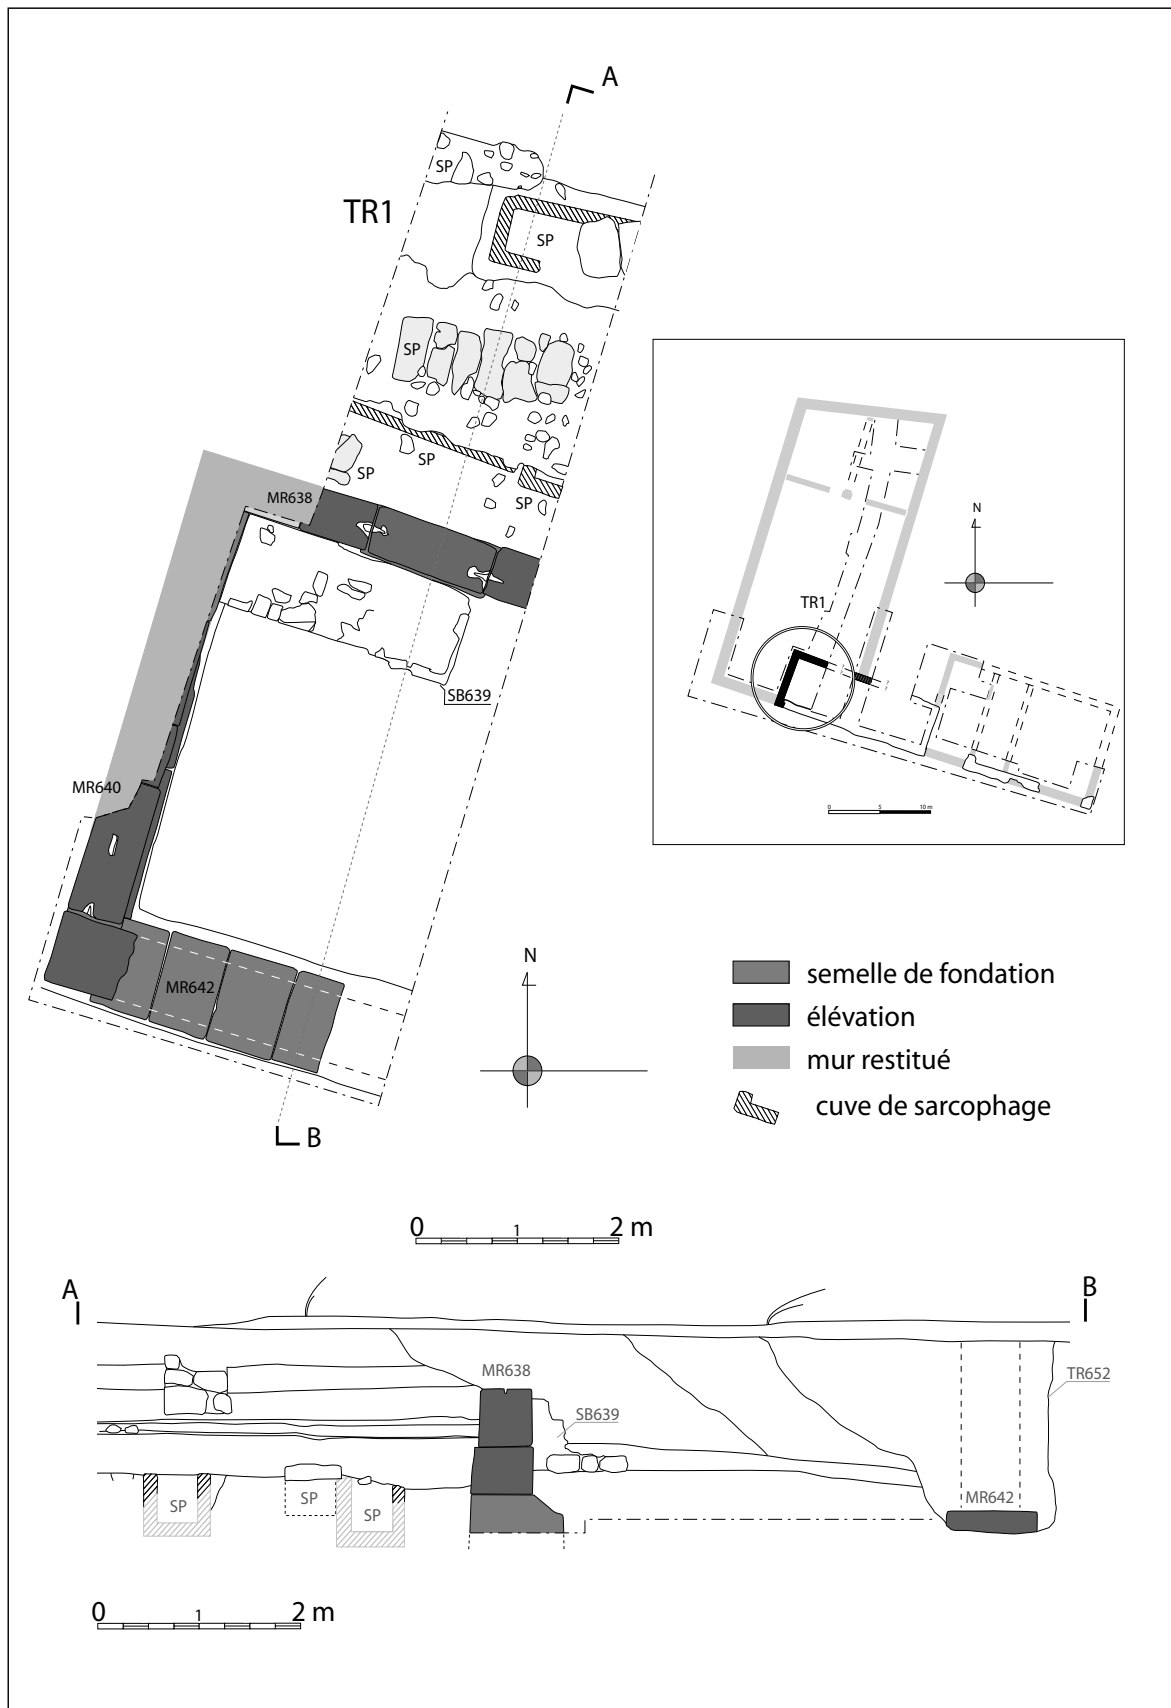 A
SP
TR1
SP
SP
SP
SP
SP
MR638
SB639
MR640
MR642
B
N
N
TR1
0 5 10 m
semelle de fondation
élévation
mur restitué
cuve de sarcophage
0 1 2 m
A
B
MR638
TR652
SB639
MR642
SP
SP
SP
0 1 2 m